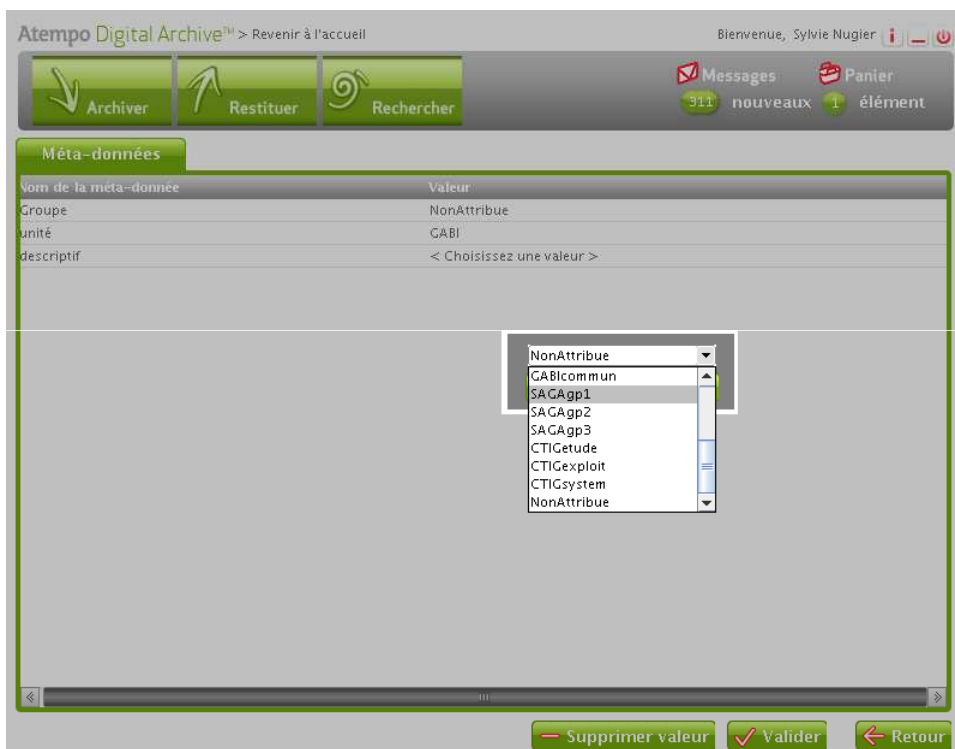 Atempo Digital Archive™ > Revenir à l'accueil
Bienvenue, Sylvie Nugier
Archiver
Restituer
Rechercher
Messages
311 nouveaux
Panier
1 élément
Méta-données
Nom de la méta-donnée Valeur
Groupe NonAttribue
unité GABI
descriptif < Choisissez une valeur >
NonAttribue
GABIcommun
SAGAgp1
SAGAgp2
SAGAgp3
CTIGetude
CTIGexploit
CTIGsystem
NonAttribue
Supprimer valeur
Valider
Retour